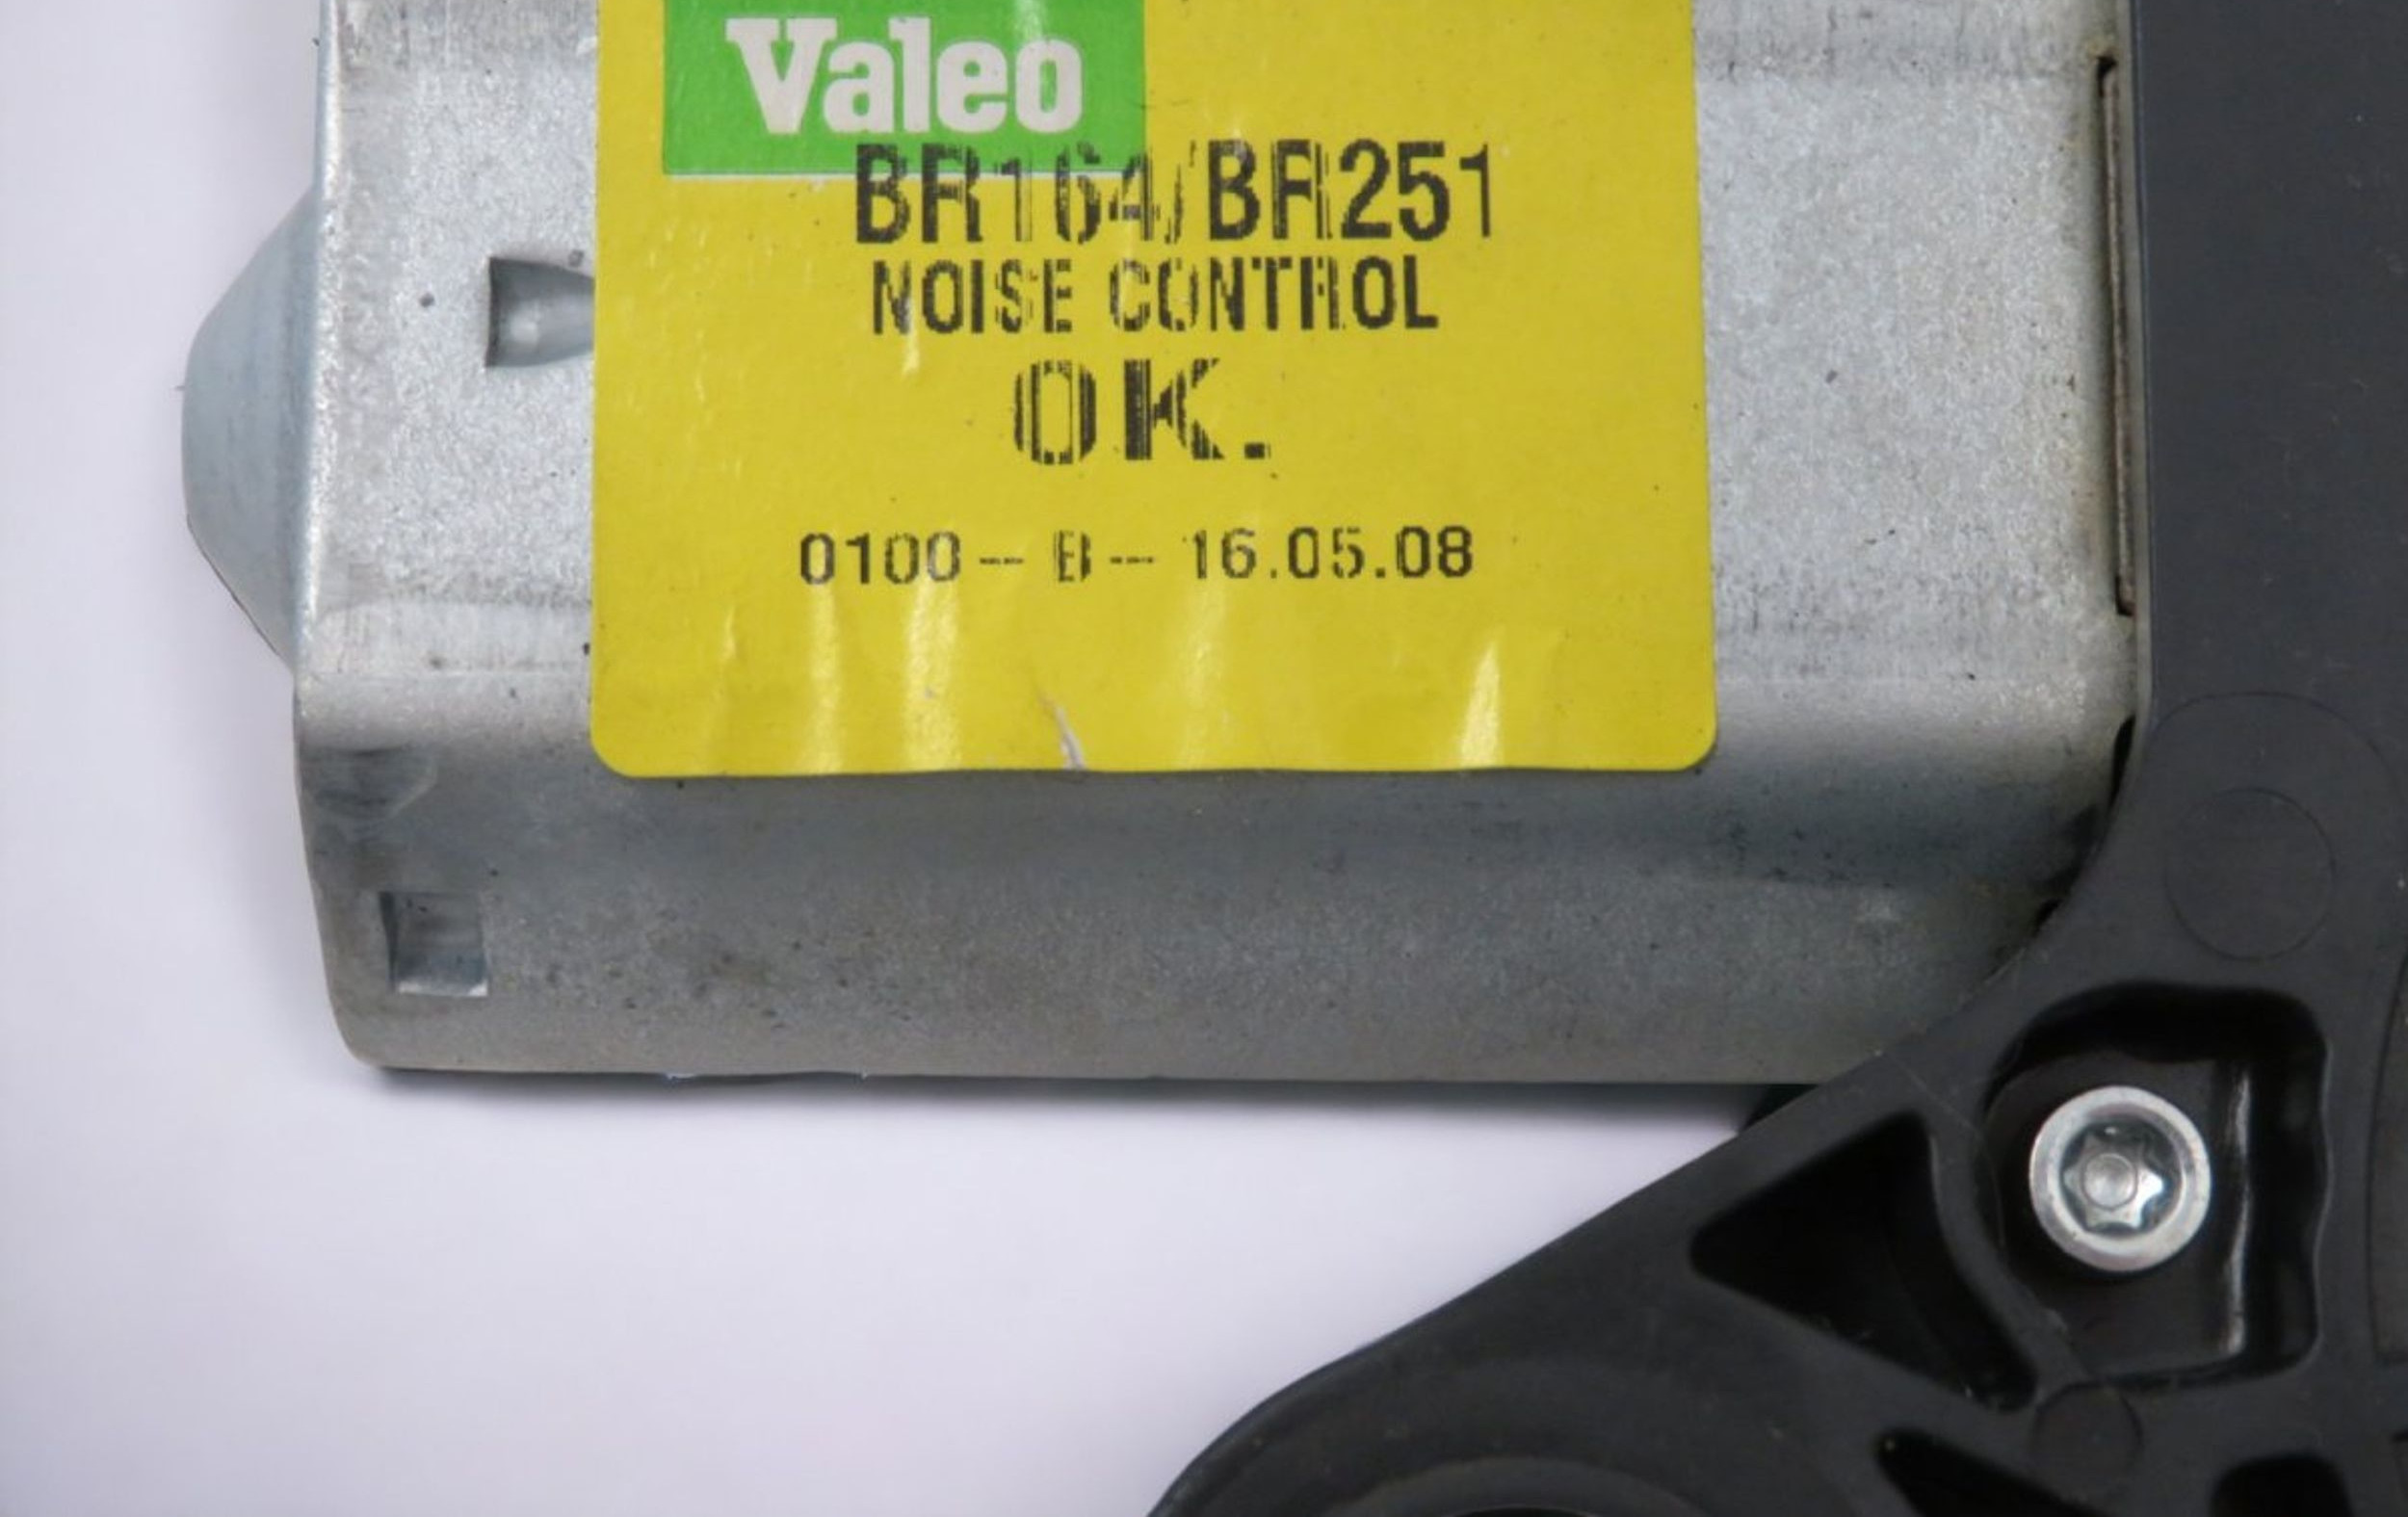 Valeo
BR164/BR251
NOISE CONTROL
OK.
0100-- B -- 16.05.08